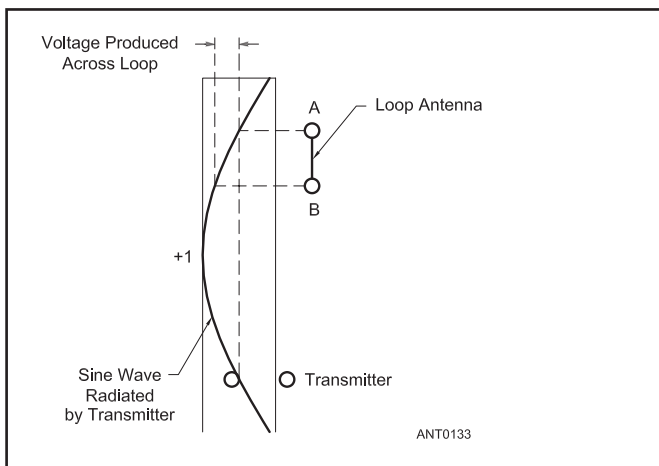 Voltage Produced
Across Loop
A
Loop Antenna
B
+1
Sine Wave
Radiated
by Transmitter
Transmitter
ANT0133